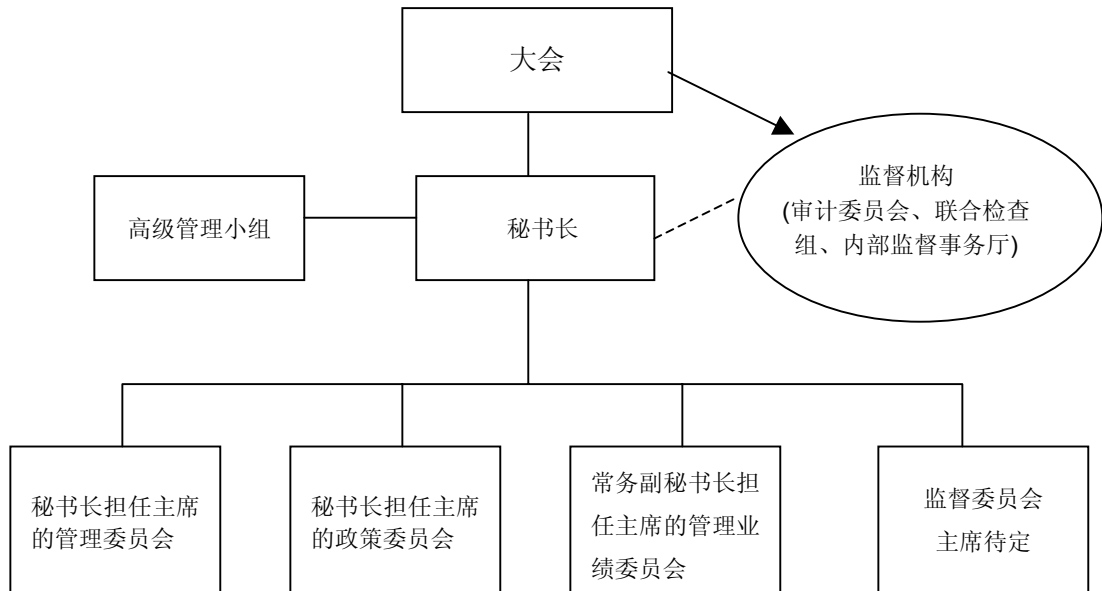 大会
高级管理小组
秘书长
监督机构
(审计委员会、联合检查
组、内部监督事务厅)
秘书长担任主席
的管理委员会
秘书长担任主席
的政策委员会
常务副秘书长担
任主席的管理业
绩委员会
监督委员会
主席待定